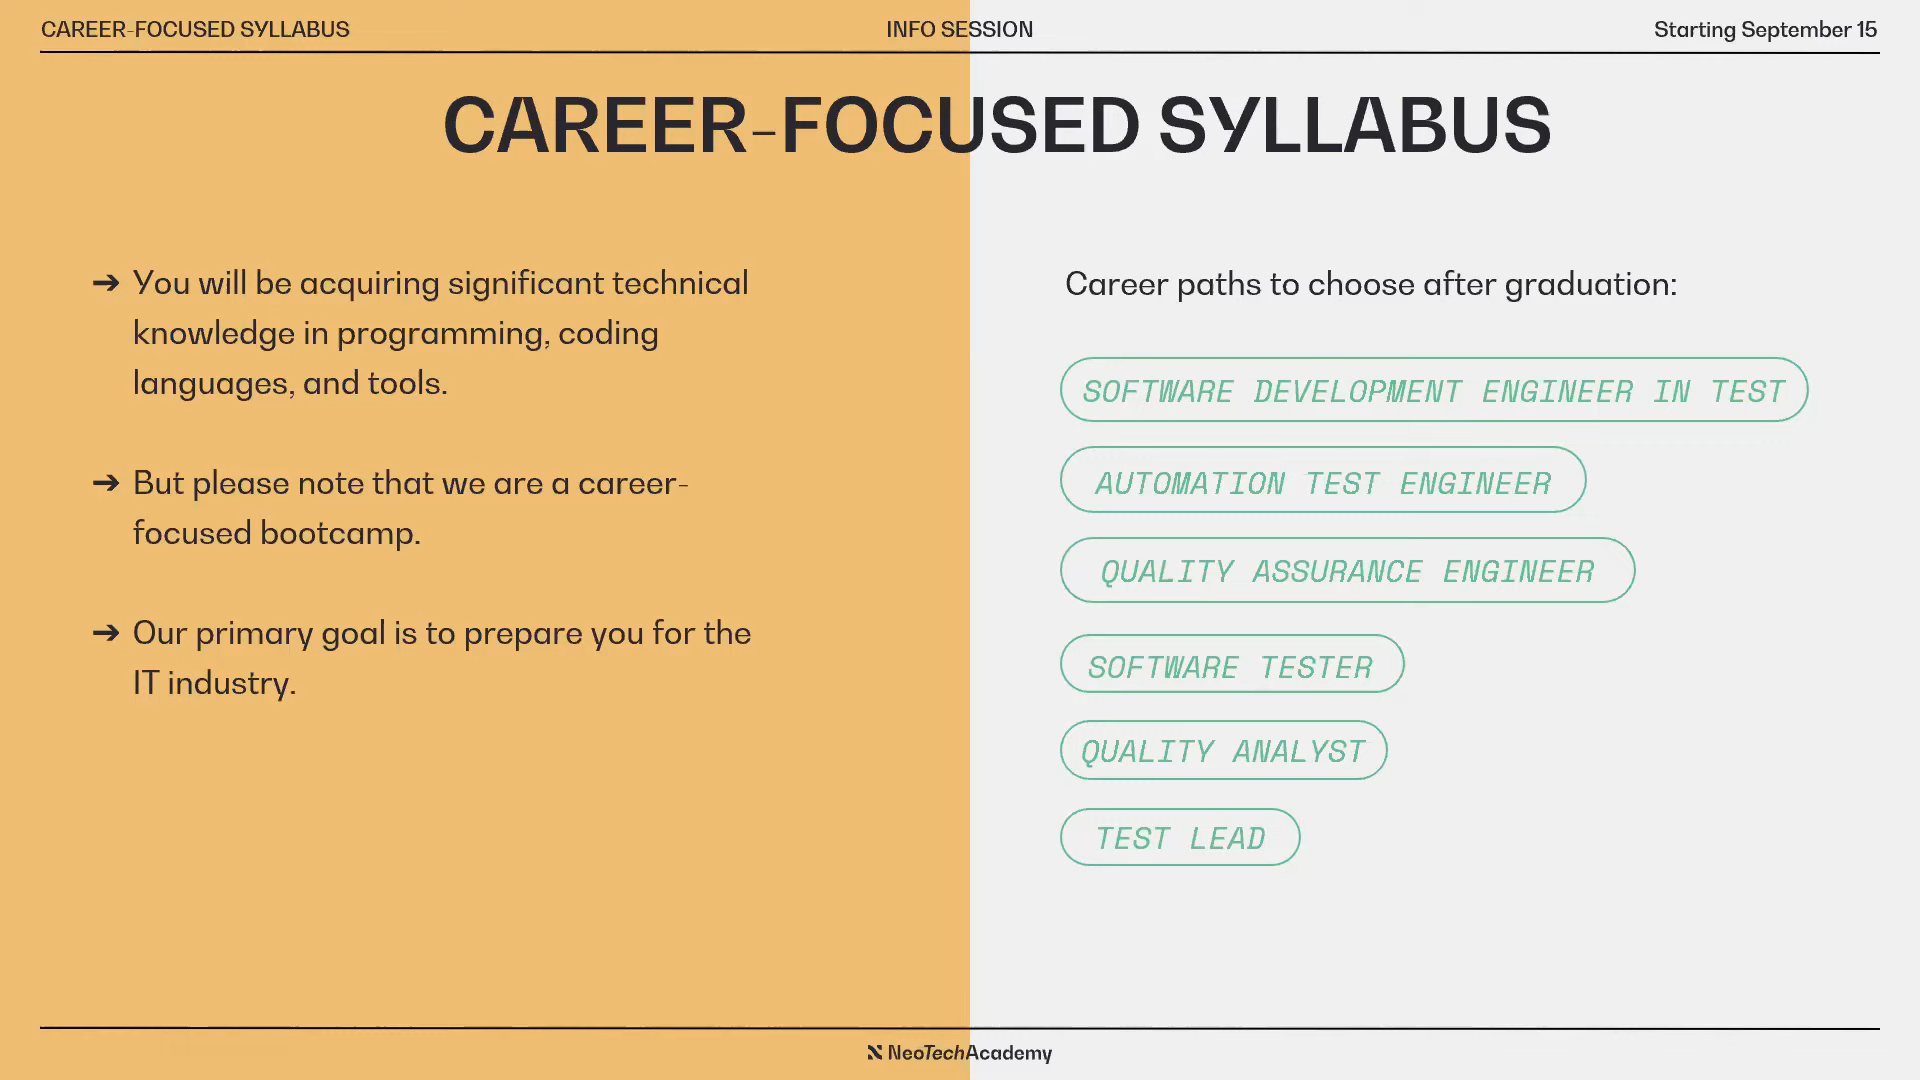 CAREER-FOCUSED SYLLABUS
INFO SESSION
Starting September 15
CAREER-FOCUSED SYLLABUS
➔ You will be acquiring significant technical
knowledge in programming, coding
languages, and tools.
➔ But please note that we are a career-
focused bootcamp.
➔ Our primary goal is to prepare you for the
IT industry.
Career paths to choose after graduation:
SOFTWARE DEVELOPMENT ENGINEER IN TEST
AUTOMATION TEST ENGINEER
QUALITY ASSURANCE ENGINEER
SOFTWARE TESTER
QUALITY ANALYST
TEST LEAD
NeoTechAcademy